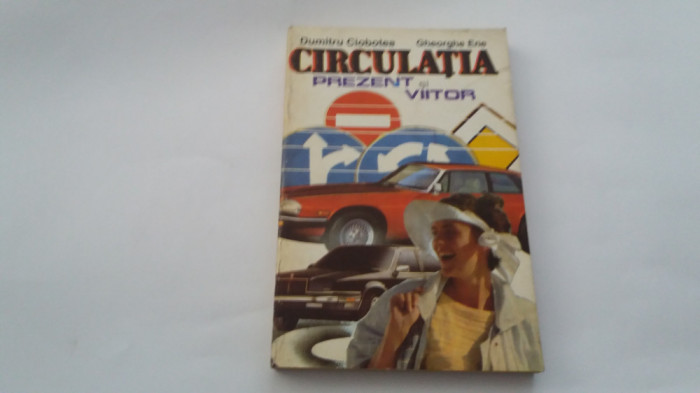 Dumitru Ciobotea Gheorghe Ene
CIRCULAȚIA
PREZENT și
VIITOR